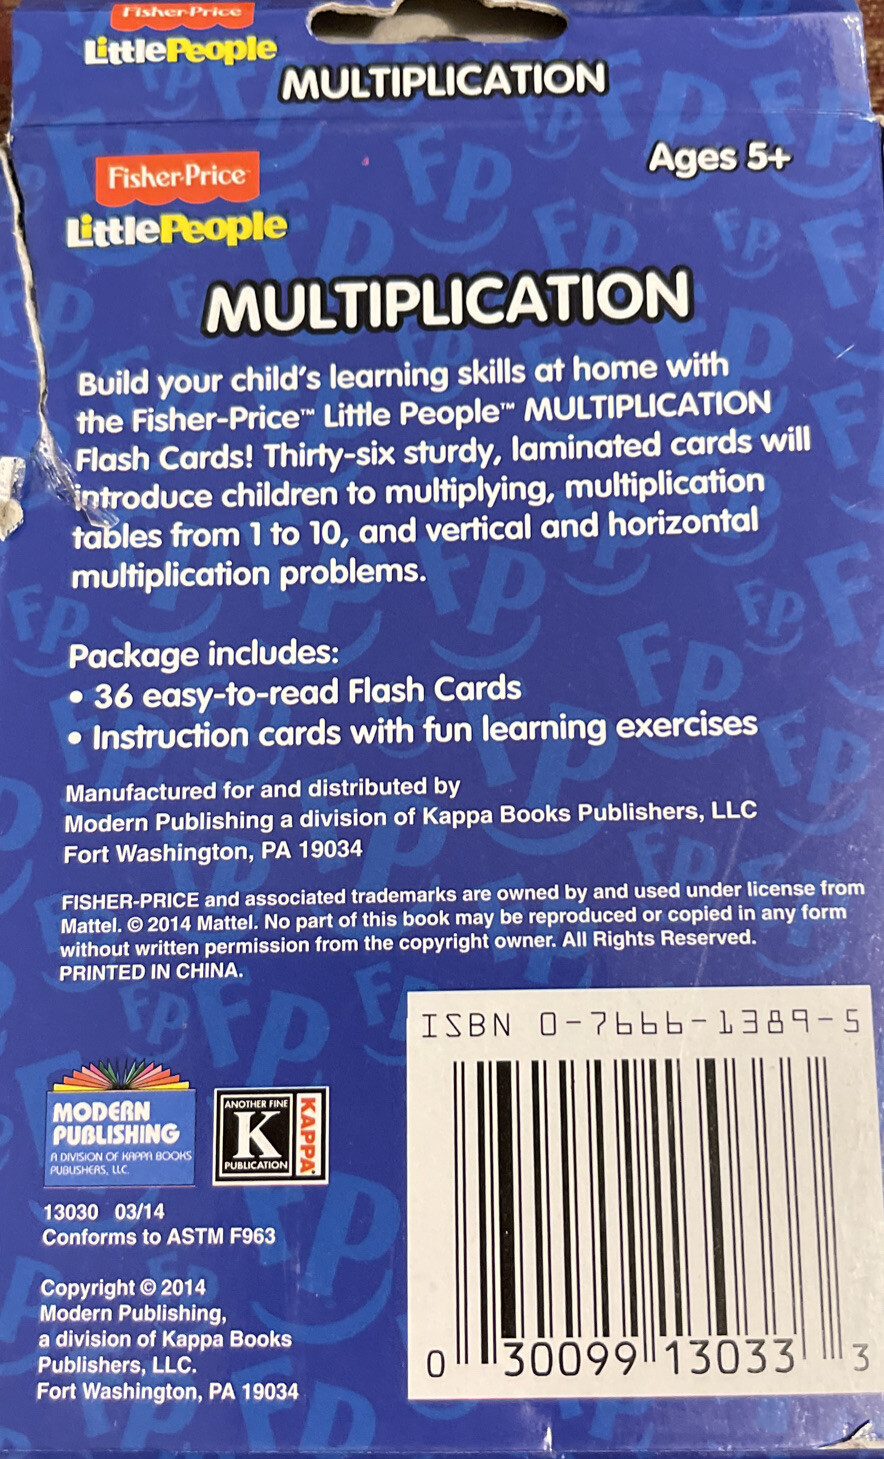 Fisher-Price
LittlePeople
MULTIPLICATION
Ages 5+
Fisher-Price
LittlePeople
MULTIPLICATION
Build your child's learning skills at home with
the Fisher-Price™ Little People™ MULTIPLICATION
Flash Cards! Thirty-six sturdy, laminated cards will
introduce children to multiplying, multiplication
tables from 1 to 10, and vertical and horizontal
multiplication problems.
Package includes:
• 36 easy-to-read Flash Cards
• Instruction cards with fun learning exercises
Manufactured for and distributed by
Modern Publishing a division of Kappa Books Publishers, LLC
Fort Washington, PA 19034
FISHER-PRICE and associated trademarks are owned by and used under license from
Mattel. © 2014 Mattel. No part of this book may be reproduced or copied in any form
without written permission from the copyright owner. All Rights Reserved.
PRINTED IN CHINA.
ISBN 0-7666-1389-5
MODERN
PUBLISHING
A DIVISION OF KAPPA BOOKS
PUBLISHERS, LLC.
ANOTHER FINE
K
PUBLICATION
KAPPA
13030 03/14
Conforms to ASTM F963
Copyright © 2014
Modern Publishing,
a division of Kappa Books
Publishers, LLC.
Fort Washington, PA 19034
0 30099 13033 3